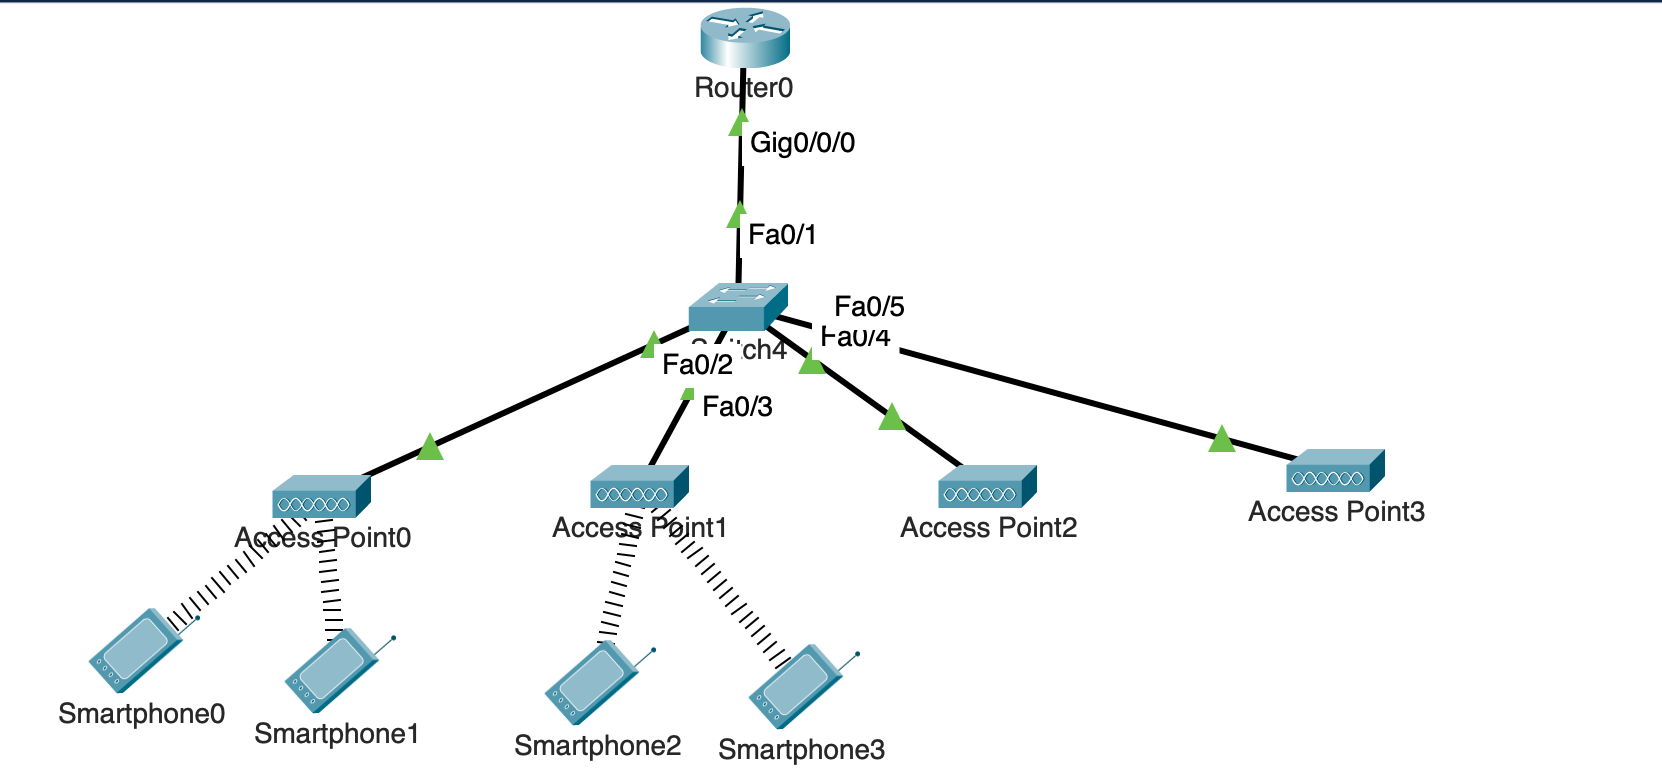 Router0
Gig0/0/0
Fa0/1
Fa0/5
Fa0/4
Fa0/2
Fa0/3
Access Point0
Access Point1
Access Point2
Access Point3
Smartphone0
Smartphone1
Smartphone2
Smartphone3